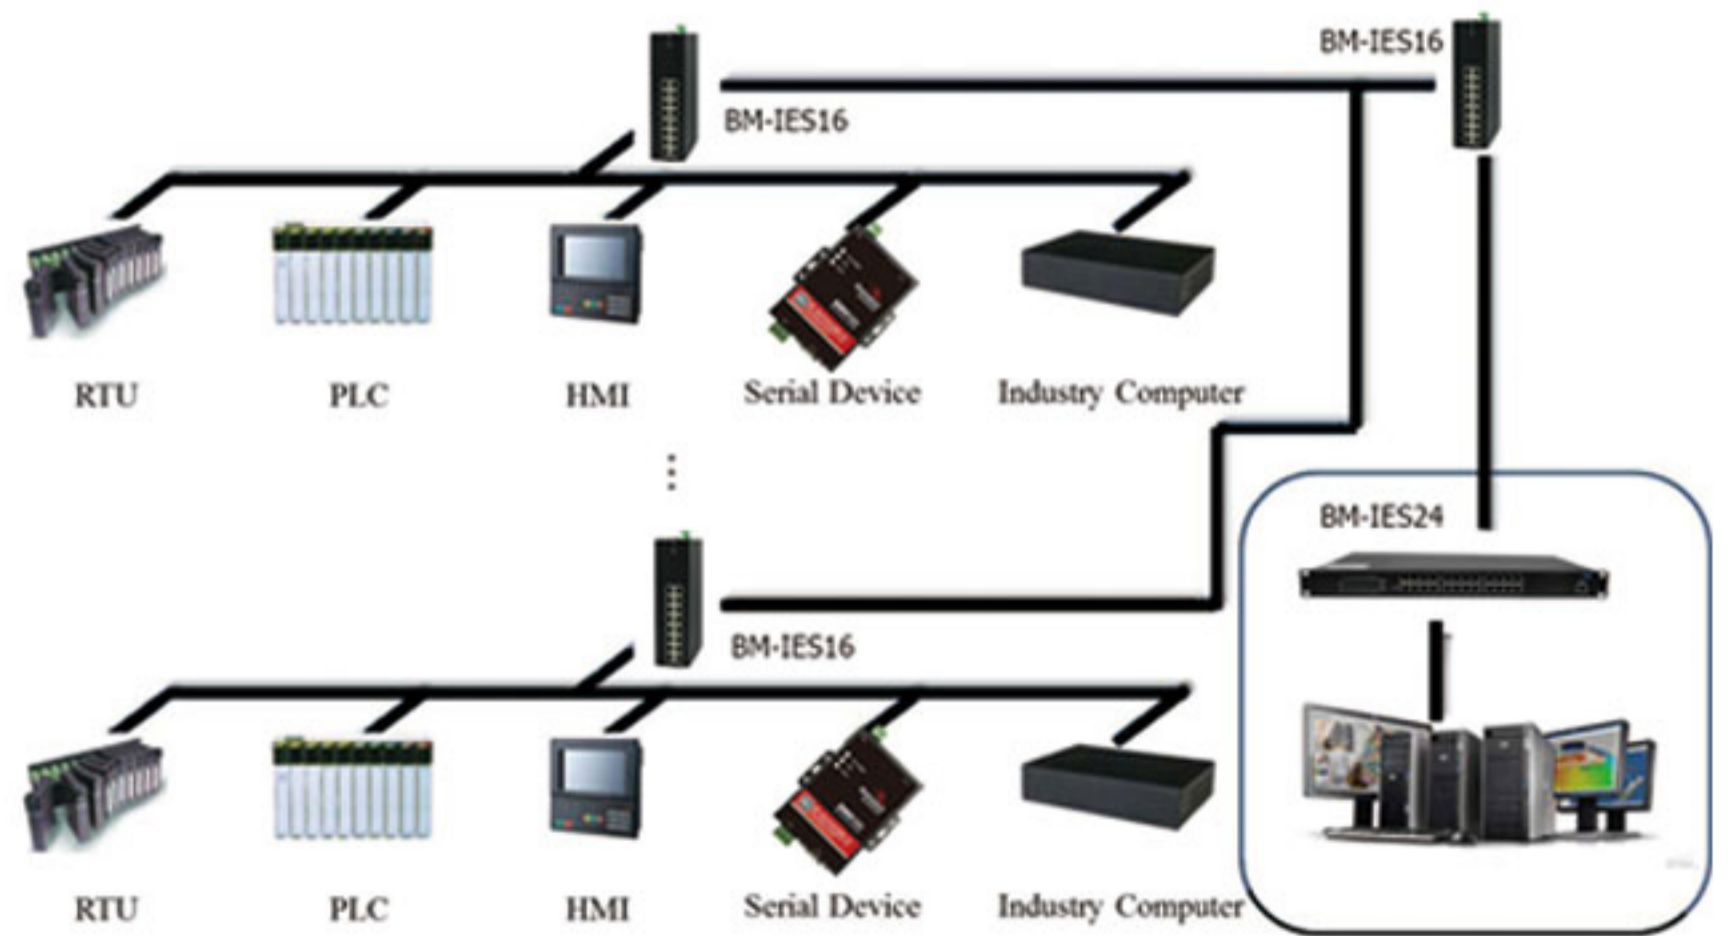 BM-IES16
BM-IES16
RTU
PLC
HMI
Serial Device
Industry Computer
⋮
BM-IES24
BM-IES16
RTU
PLC
HMI
Serial Device
Industry Computer